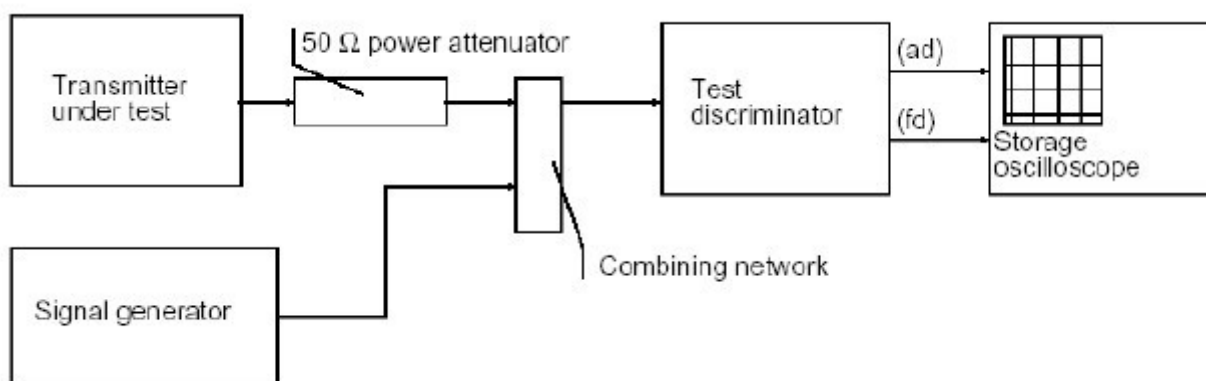 50 Ω power attenuator
Transmitter
under test
Test
discriminator
(ad)
(fd)
Storage
oscilloscope
Combining network
Signal generator